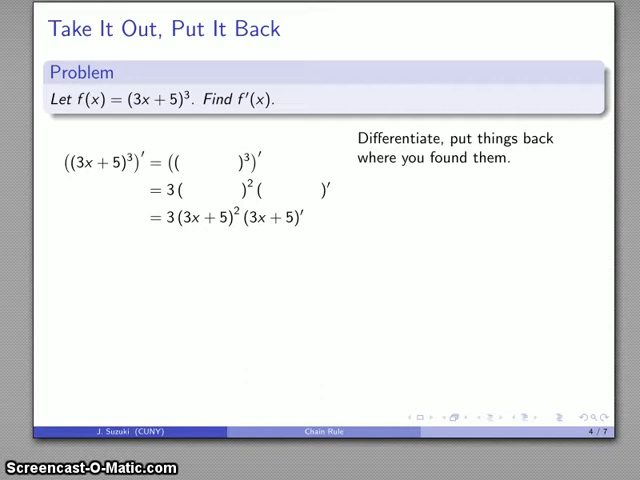 Take It Out, Put It Back
Problem
Let f(x) = (3x + 5)³. Find f′(x).
Differentiate, put things back
where you found them.
((3x + 5)³)′ = (( )³)′
= 3 ( )² ( )′
= 3 (3x + 5)² (3x + 5)′
J. Suzuki (CUNY) Chain Rule 4 / 7
Screencast-O-Matic.com